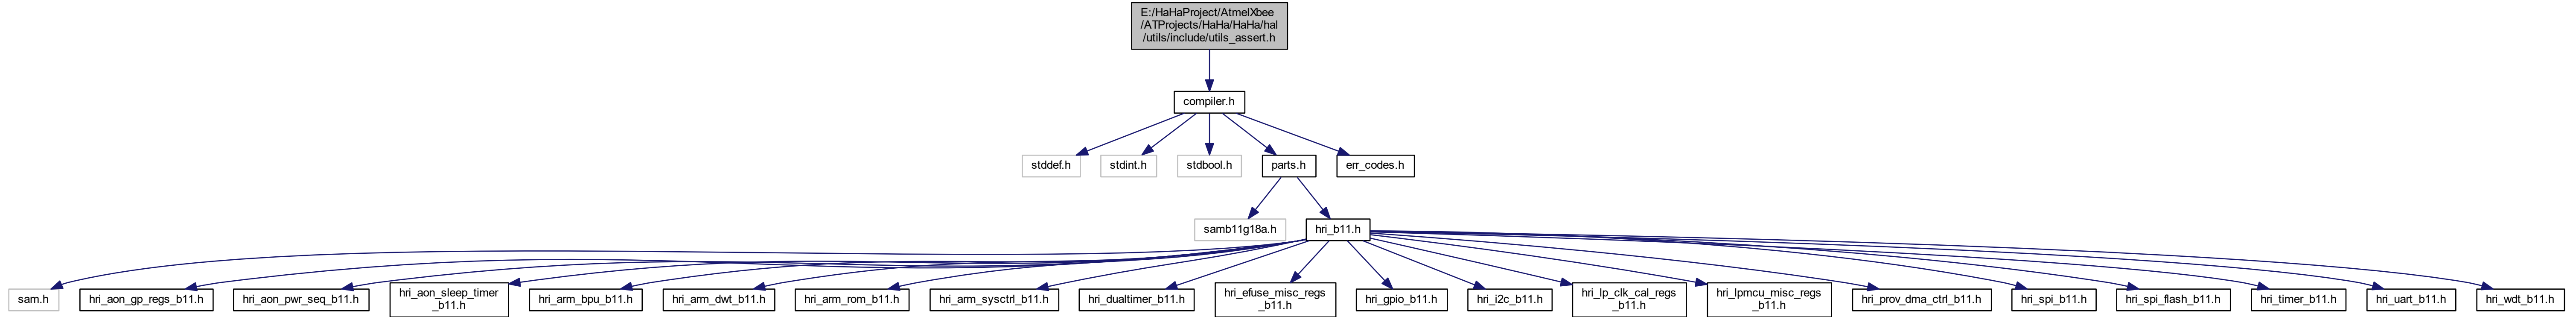 E:/HaHaProject/AtmelXbee
/ATProjects/HaHa/HaHa/hal
/utils/include/utils_assert.h
compiler.h
stddef.h
stdint.h
stdbool.h
parts.h
err_codes.h
samb11g18a.h
hri_b11.h
sam.h
hri_aon_gp_regs_b11.h
hri_aon_pwr_seq_b11.h
hri_aon_sleep_timer
_b11.h
hri_arm_bpu_b11.h
hri_arm_dwt_b11.h
hri_arm_rom_b11.h
hri_arm_sysctrl_b11.h
hri_dualtimer_b11.h
hri_efuse_misc_regs
_b11.h
hri_gpio_b11.h
hri_i2c_b11.h
hri_lp_clk_cal_regs
_b11.h
hri_lpmcu_misc_regs
_b11.h
hri_prov_dma_ctrl_b11.h
hri_spi_b11.h
hri_spi_flash_b11.h
hri_timer_b11.h
hri_uart_b11.h
hri_wdt_b11.h